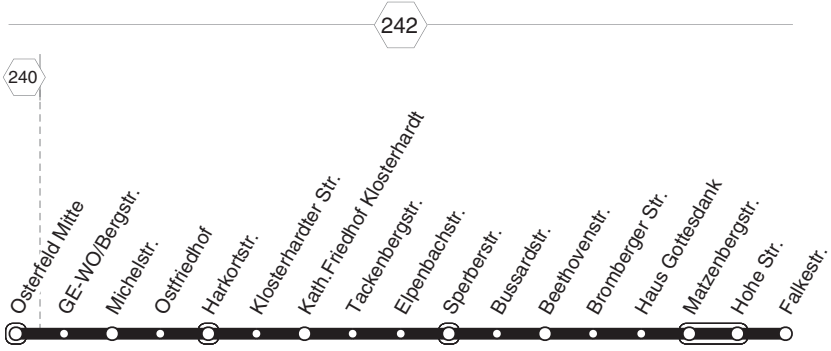 242
240
Osterfeld Mitte
GE-WO/Bergstr.
Michelstr.
Ostfriedhof
Harkortstr.
Klosterhardter Str.
Kath.Friedhof Klosterhardt
Tackenbergstr.
Elpenbachstr.
Sperberstr.
Bussardstr.
Beethovenstr.
Bromberger Str.
Haus Gottesdank
Matzenbergstr.
Hohe Str.
Falkestr.